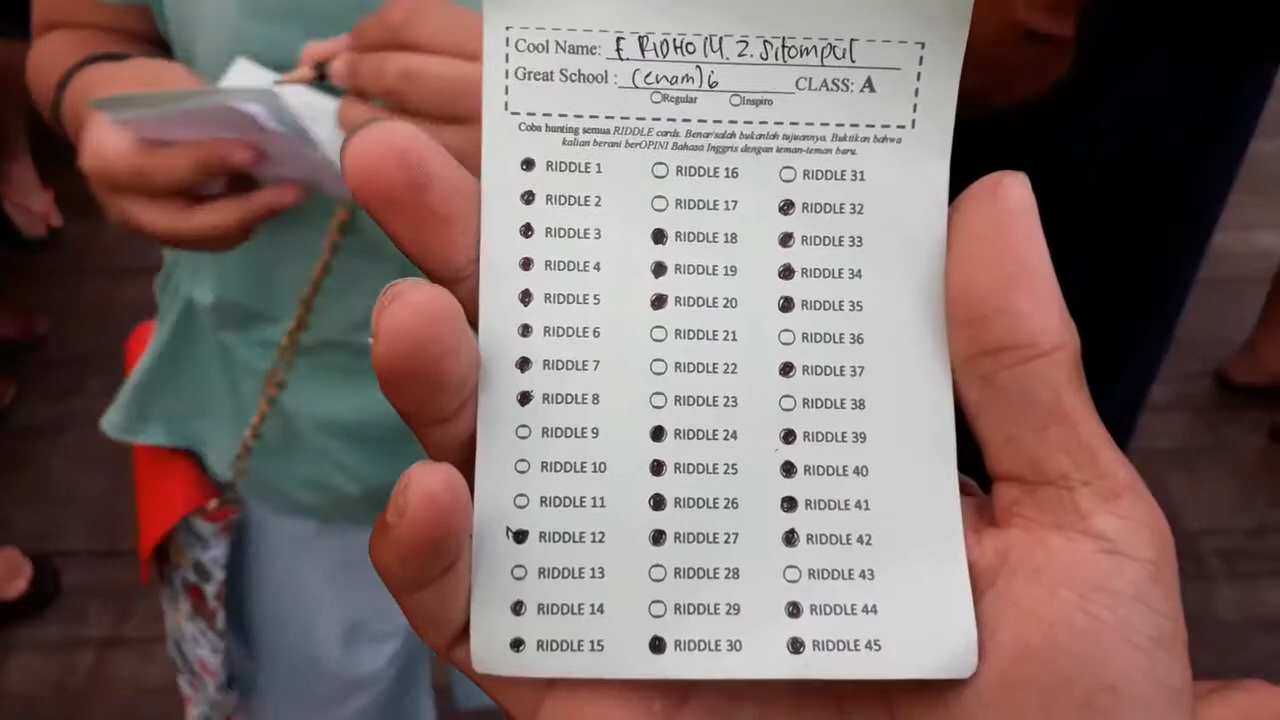 Cool Name: F. RIDHO M. Z. Sitompul
Great School : (enam) 6 CLASS: A
Regular Inspiro
Coba hunting semua RIDDLE cards. Benar/salah bukanlah tujuannya. Buktikan bahwa
kalian berani berOPINI Bahasa Inggris dengan teman-teman baru.
RIDDLE 1 RIDDLE 16 RIDDLE 31
RIDDLE 2 RIDDLE 17 RIDDLE 32
RIDDLE 3 RIDDLE 18 RIDDLE 33
RIDDLE 4 RIDDLE 19 RIDDLE 34
RIDDLE 5 RIDDLE 20 RIDDLE 35
RIDDLE 6 RIDDLE 21 RIDDLE 36
RIDDLE 7 RIDDLE 22 RIDDLE 37
RIDDLE 8 RIDDLE 23 RIDDLE 38
RIDDLE 9 RIDDLE 24 RIDDLE 39
RIDDLE 10 RIDDLE 25 RIDDLE 40
RIDDLE 11 RIDDLE 26 RIDDLE 41
RIDDLE 12 RIDDLE 27 RIDDLE 42
RIDDLE 13 RIDDLE 28 RIDDLE 43
RIDDLE 14 RIDDLE 29 RIDDLE 44
RIDDLE 15 RIDDLE 30 RIDDLE 45